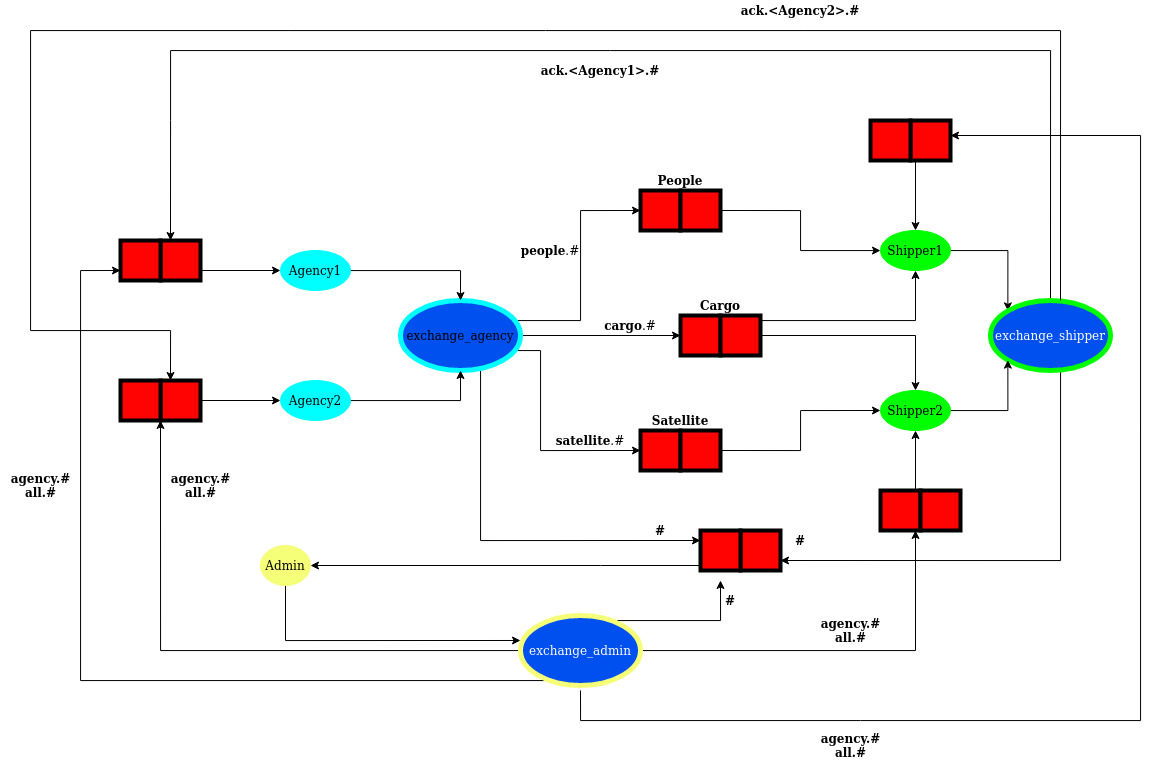 ack.<Agency2>.#
ack.<Agency1>.#
People
people.#
Shipper1
Agency1
Cargo
cargo.#
exchange_agency
exchange_shipper
Agency2
Shipper2
Satellite
satellite.#
agency.#
all.#
agency.#
all.#
#
#
Admin
#
agency.#
all.#
exchange_admin
agency.#
all.#